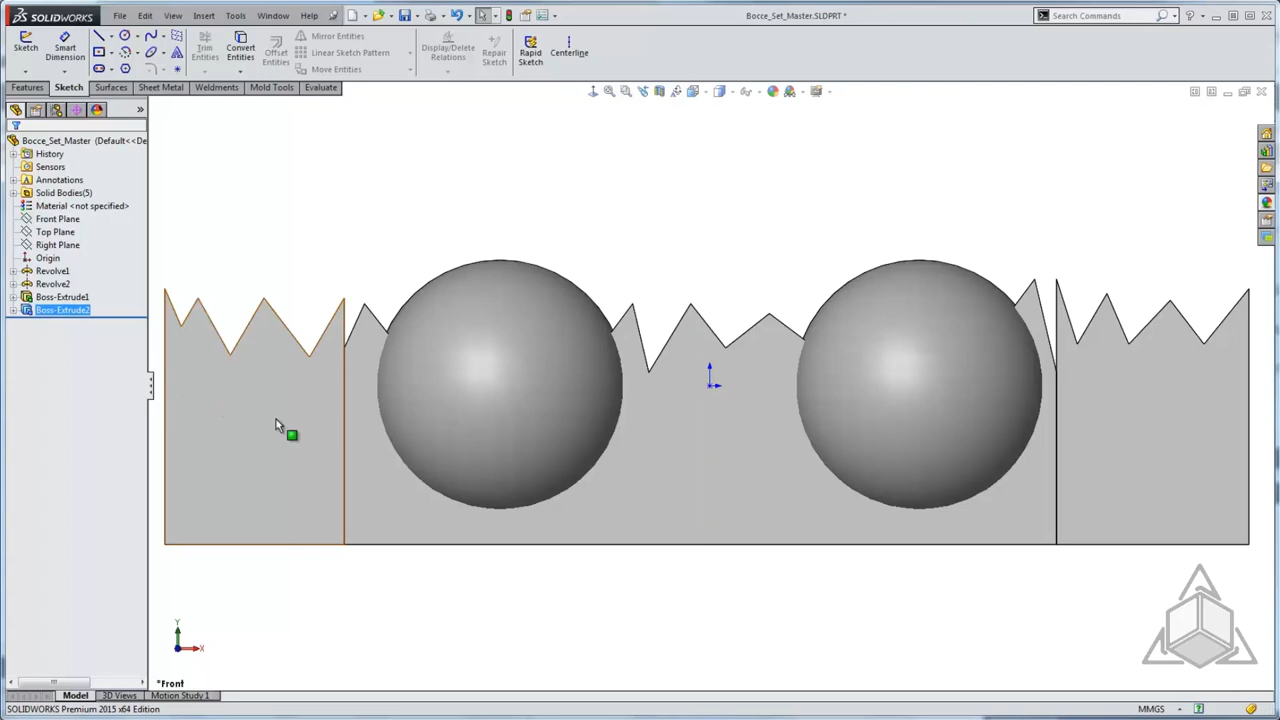 SOLIDWORKS File Edit View Insert Tools Window Help Bocce_Set_Master.SLDPRT * Search Commands
Sketch Smart Dimension Trim Entities Convert Entities Offset Entities Mirror Entities Linear Sketch Pattern Move Entities Display/Delete Relations Repair Sketch Rapid Sketch Centerline
Features Sketch Surfaces Sheet Metal Weldments Mold Tools Evaluate
Bocce_Set_Master (Default<<De
History
Sensors
Annotations
Solid Bodies(5)
Material <not specified>
Front Plane
Top Plane
Right Plane
Origin
Revolve1
Revolve2
Boss-Extrude1
Boss-Extrude2
Y
X
*Front
Model 3D Views Motion Study 1
SOLIDWORKS Premium 2015 x64 Edition MMGS